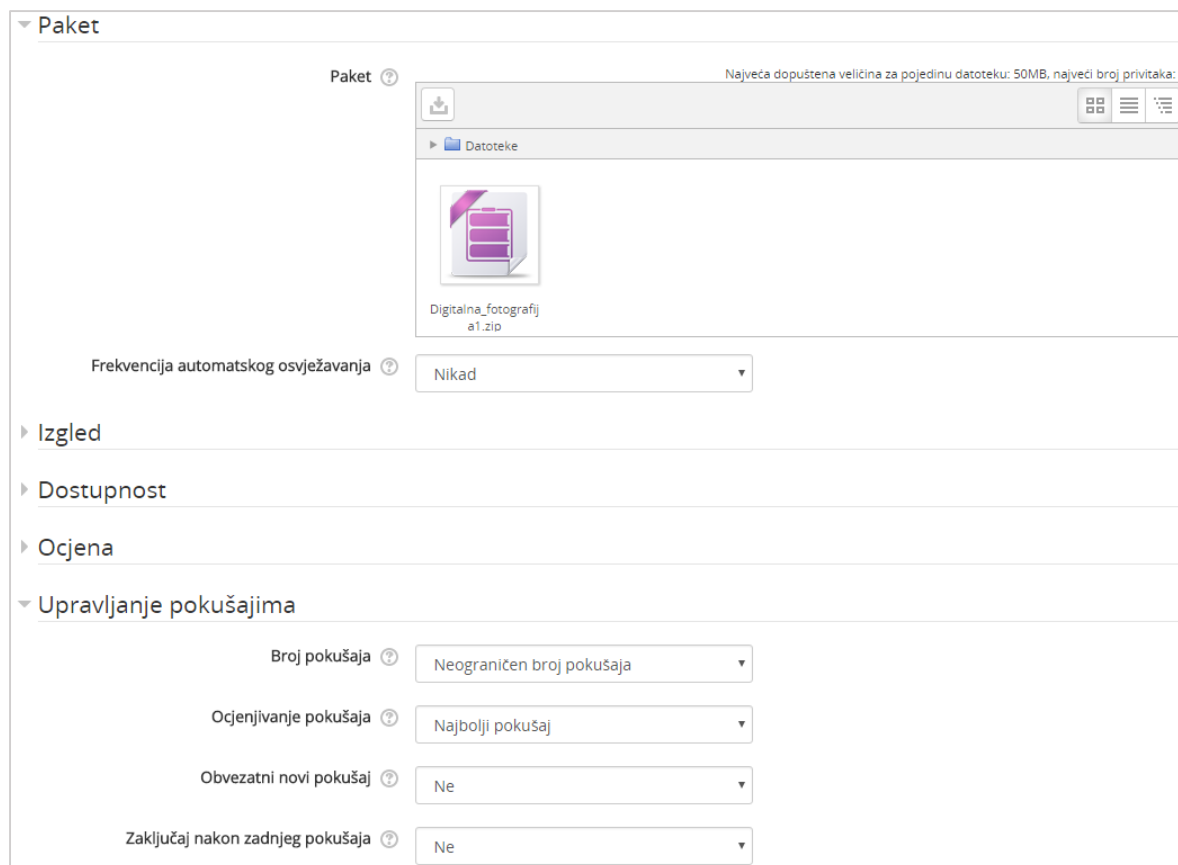 Paket
Paket
Najveća dopuštena veličina za pojedinu datoteku: 50MB, najveći broj privitaka:
Datoteke
Digitalna_fotografij
a1.zip
Frekvencija automatskog osvježavanja
Nikad
Izgled
Dostupnost
Ocjena
Upravljanje pokušajima
Broj pokušaja
Neograničen broj pokušaja
Ocjenjivanje pokušaja
Najbolji pokušaj
Obvezatni novi pokušaj
Ne
Zaključaj nakon zadnjeg pokušaja
Ne